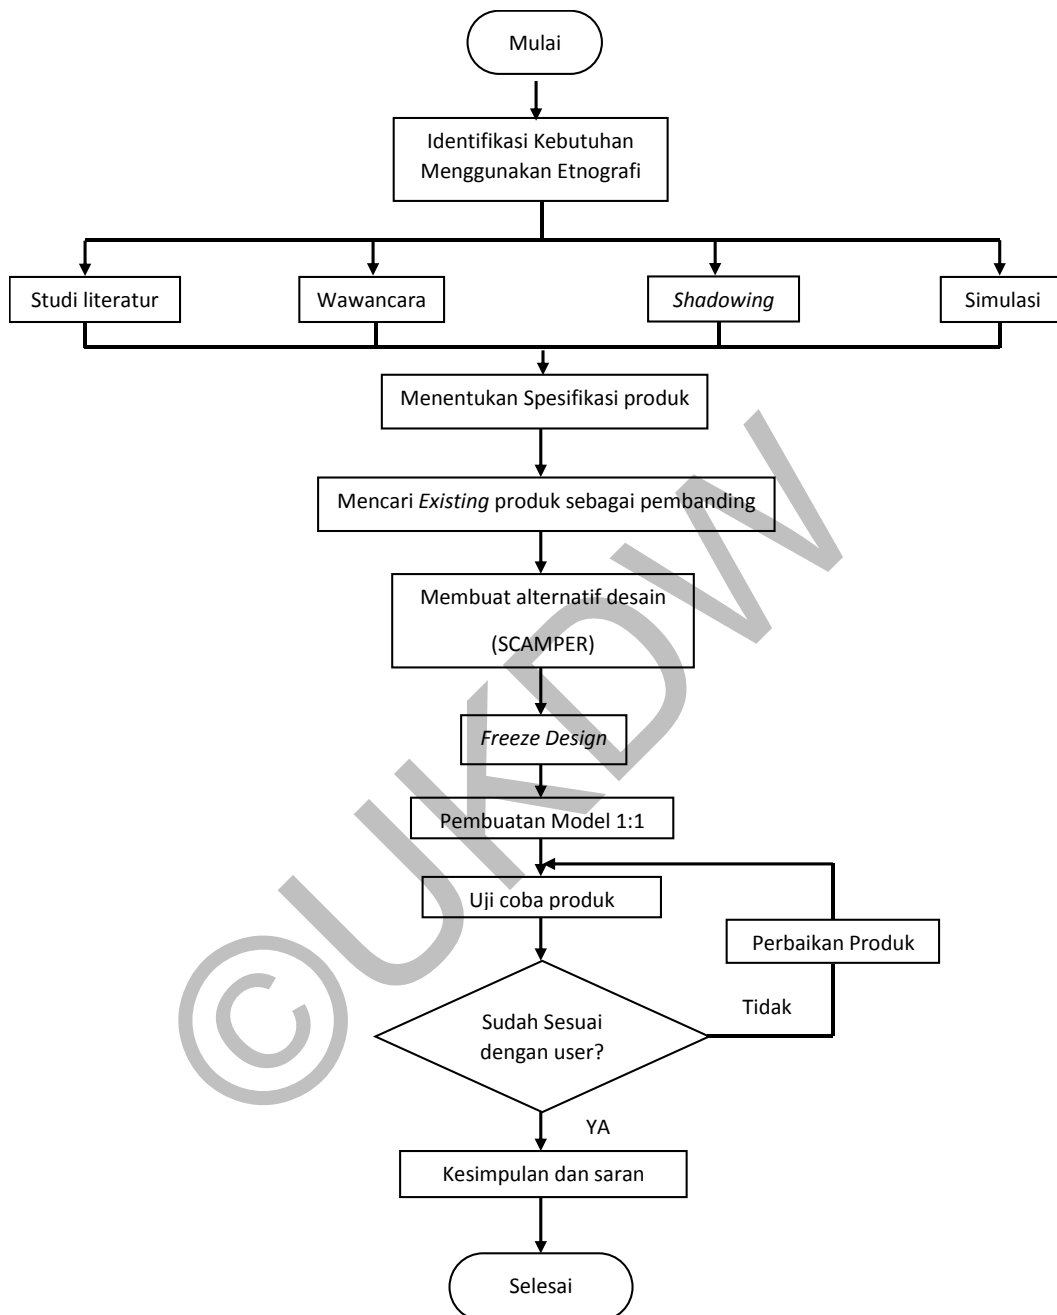 Mulai
Identifikasi Kebutuhan
Menggunakan Etnografi
Studi literatur
Wawancara
Shadowing
Simulasi
Menentukan Spesifikasi produk
Mencari Existing produk sebagai pembanding
Membuat alternatif desain
(SCAMPER)
Freeze Design
Pembuatan Model 1:1
Uji coba produk
Perbaikan Produk
Tidak
Sudah Sesuai
dengan user?
YA
Kesimpulan dan saran
Selesai
©UKDW